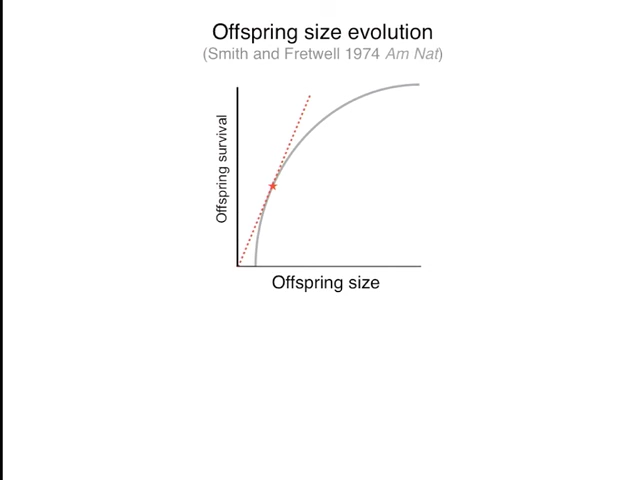 Offspring size evolution
(Smith and Fretwell 1974 Am Nat)
Offspring survival
Offspring size